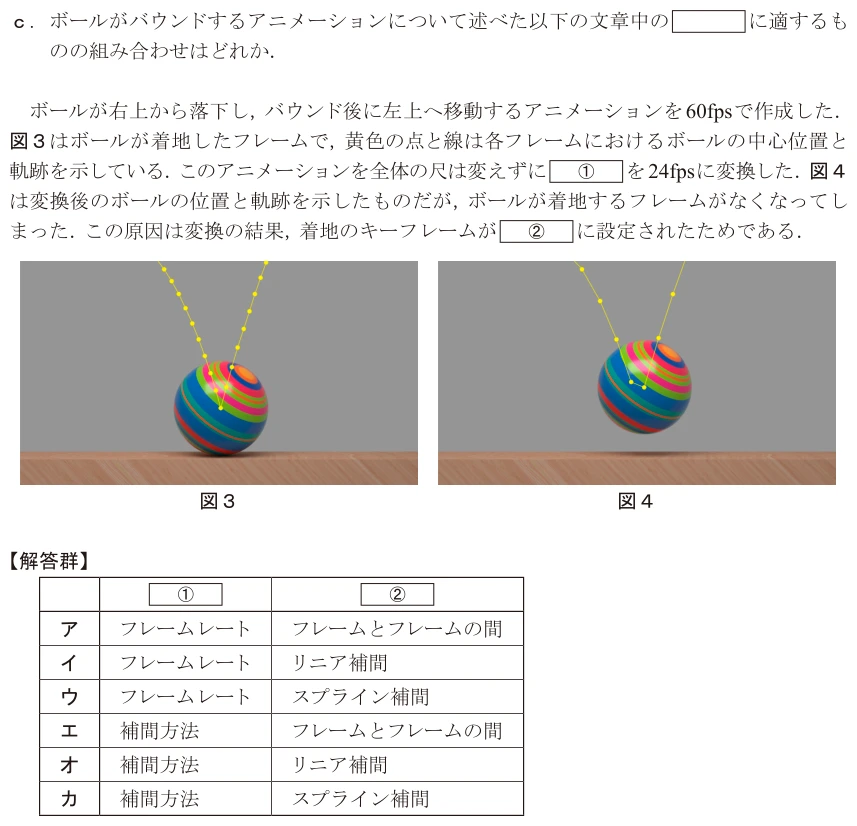 c． ボールがバウンドするアニメーションについて述べた以下の文章中の　　　　に適するも
のの組み合わせはどれか．
ボールが右上から落下し，バウンド後に左上へ移動するアニメーションを60fpsで作成した．
図3はボールが着地したフレームで，黄色の点と線は各フレームにおけるボールの中心位置と
軌跡を示している．このアニメーションを全体の尺は変えずに ① を24fpsに変換した．図4
は変換後のボールの位置と軌跡を示したものだが，ボールが着地するフレームがなくなってし
まった．この原因は変換の結果，着地のキーフレームが ② に設定されたためである．
図3 図4
【解答群】
① ②
ア フレームレート フレームとフレームの間
イ フレームレート リニア補間
ウ フレームレート スプライン補間
エ 補間方法 フレームとフレームの間
オ 補間方法 リニア補間
カ 補間方法 スプライン補間